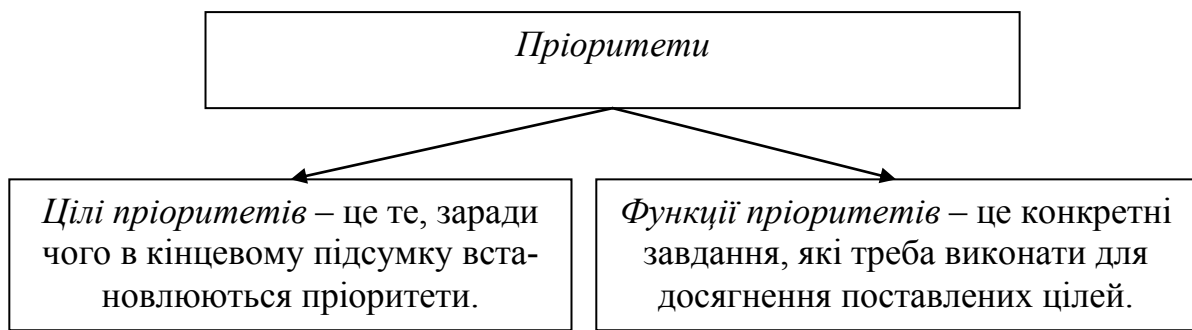 Пріоритети
Цілі пріоритетів – це те, заради
чого в кінцевому підсумку вста-
новлюються пріоритети.
Функції пріоритетів – це конкретні
завдання, які треба виконати для
досягнення поставлених цілей.